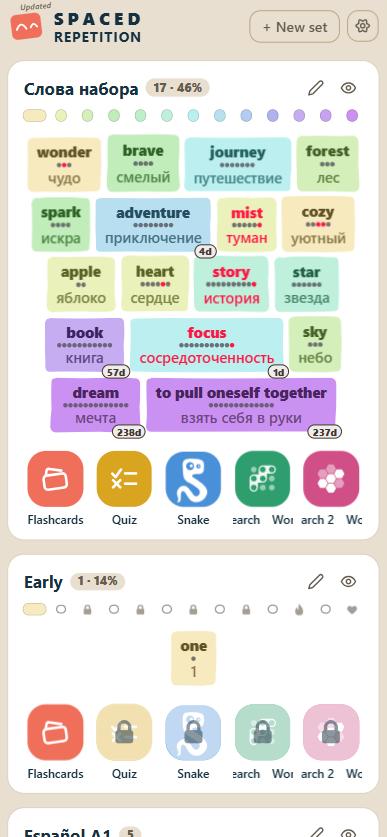 Updated
SPACED
REPETITION
+ New set
Слова набора 17 · 46%
wonder brave journey forest
чудо смелый путешествие лес
spark adventure mist cozy
искра приключение туман уютный
4d
apple heart story star
яблоко сердце история звезда
book focus sky
книга сосредоточенность небо
57d 1d
dream to pull oneself together
мечта взять себя в руки
238d 237d
Flashcards Quiz Snake earch Wor arch 2 Wo
Early 1 · 14%
one
1
Flashcards Quiz Snake earch Wor arch 2 Wo
Español A1 5